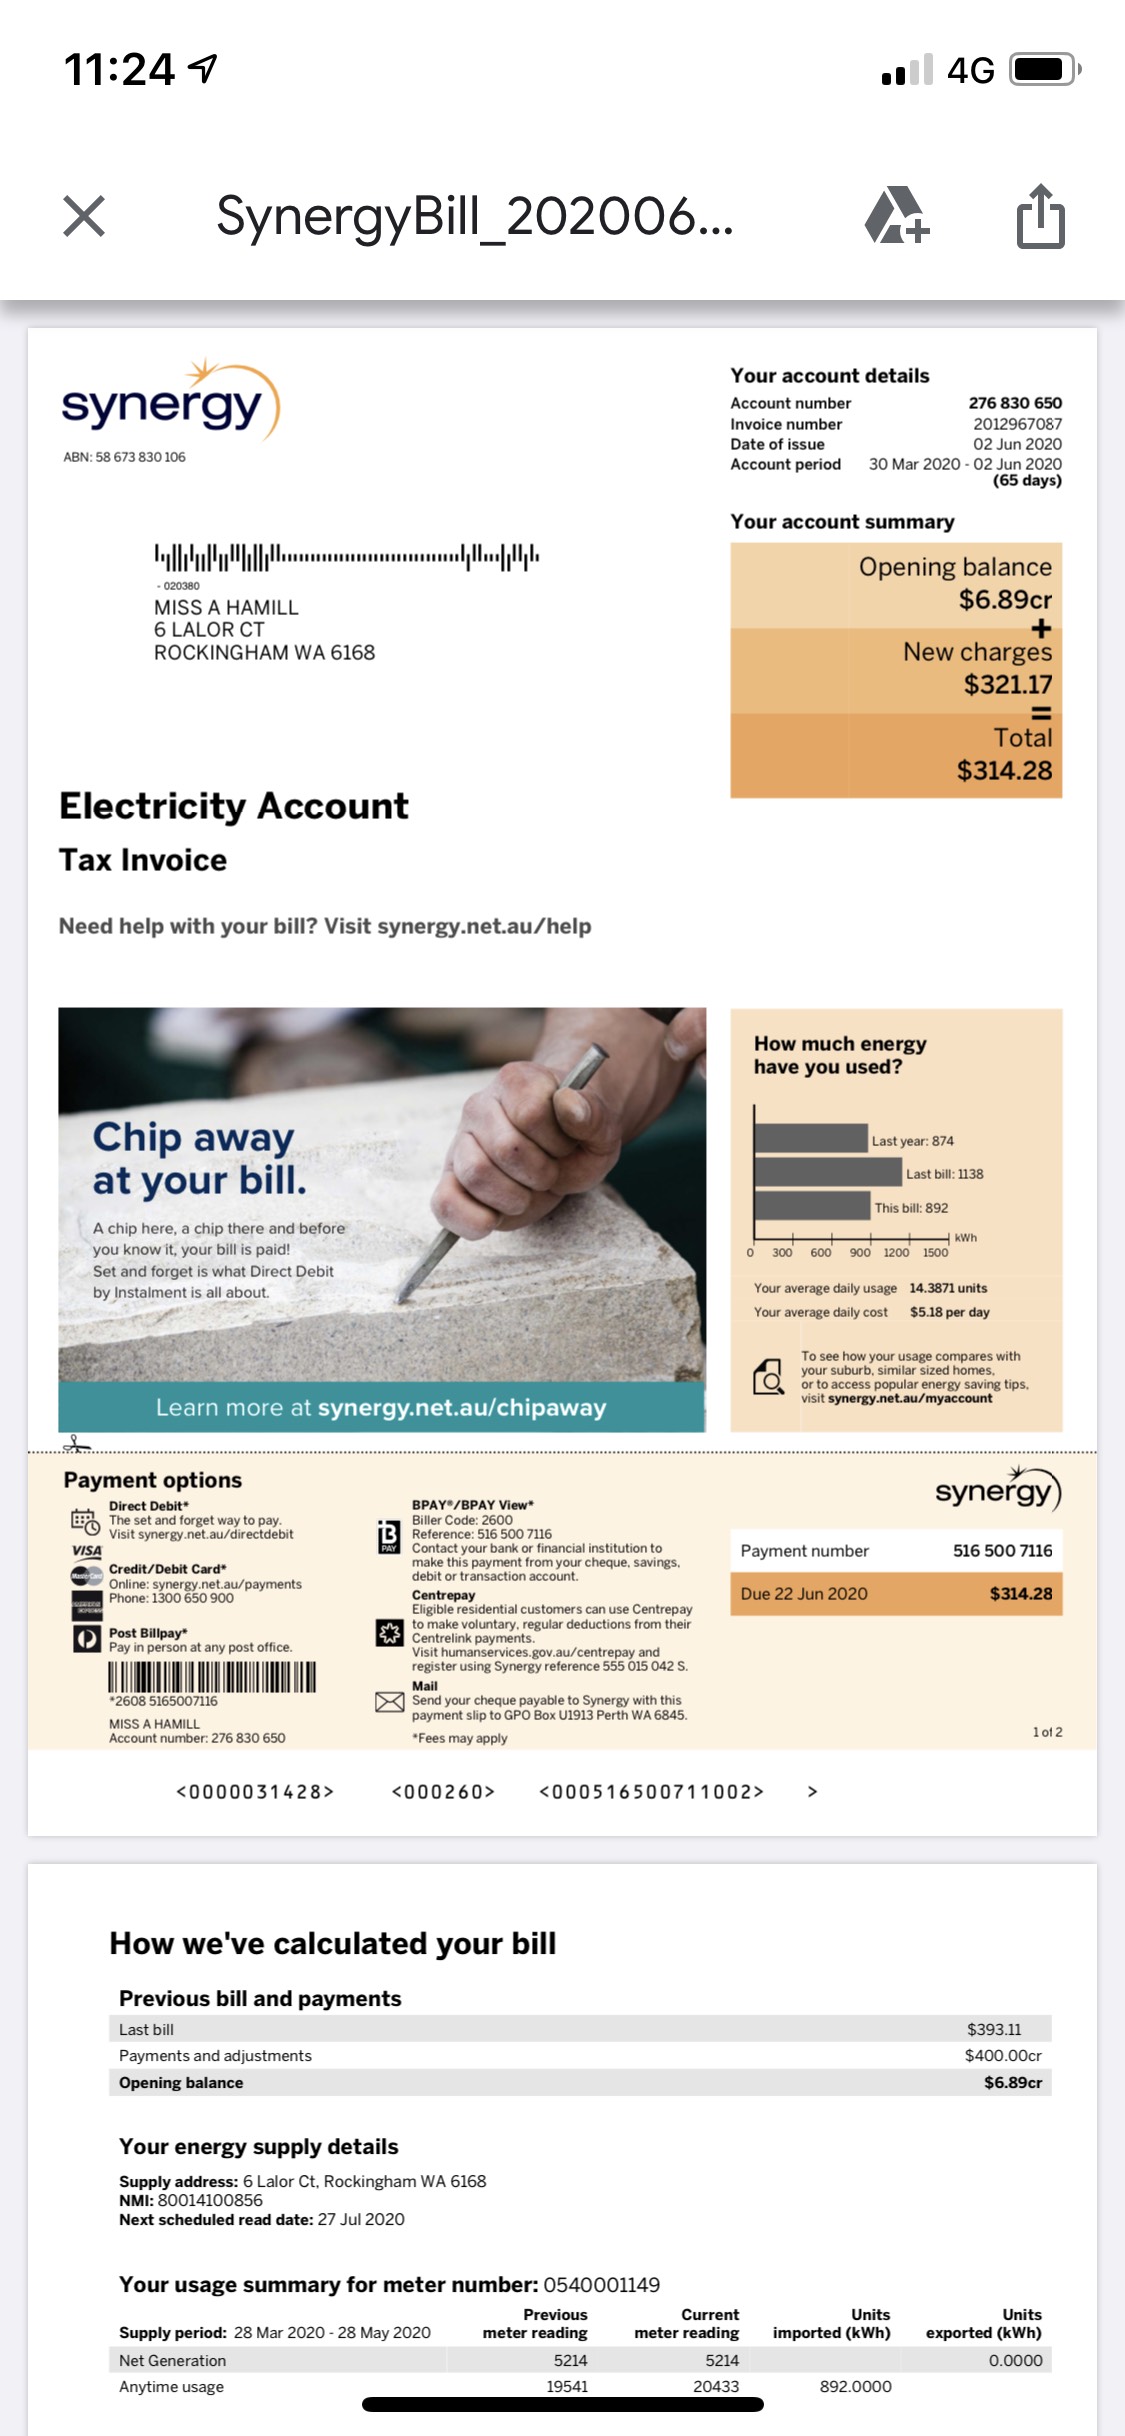 11:24
4G
SynergyBill_202006...
synergy
ABN: 58 673 830 106
Your account details
Account number 276 830 650
Invoice number 2012967087
Date of issue 02 Jun 2020
Account period 30 Mar 2020 - 02 Jun 2020
(65 days)
Your account summary
Opening balance
$6.89cr
+
New charges
$321.17
=
Total
$314.28
- 020380
MISS A HAMILL
6 LALOR CT
ROCKINGHAM WA 6168
Electricity Account
Tax Invoice
Need help with your bill? Visit synergy.net.au/help
Chip away
at your bill.
A chip here, a chip there and before
you know it, your bill is paid!
Set and forget is what Direct Debit
by Instalment is all about.
Learn more at synergy.net.au/chipaway
How much energy
have you used?
Last year: 874
Last bill: 1138
This bill: 892
kWh
0 300 600 900 1200 1500
Your average daily usage 14.3871 units
Your average daily cost $5.18 per day
To see how your usage compares with
your suburb, similar sized homes,
or to access popular energy saving tips,
visit synergy.net.au/myaccount
Payment options
Direct Debit*
The set and forget way to pay.
Visit synergy.net.au/directdebit
VISA
MasterCard
Credit/Debit Card*
Online: synergy.net.au/payments
Phone: 1300 650 900
Post Billpay*
Pay in person at any post office.
*2608 5165007116
MISS A HAMILL
Account number: 276 830 650
B
PAY
BPAY®/BPAY View*
Biller Code: 2600
Reference: 516 500 7116
Contact your bank or financial institution to
make this payment from your cheque, savings,
debit or transaction account.
Centrepay
Eligible residential customers can use Centrepay
to make voluntary, regular deductions from their
Centrelink payments.
Visit humanservices.gov.au/centrepay and
register using Synergy reference 555 015 042 S.
Mail
Send your cheque payable to Synergy with this
payment slip to GPO Box U1913 Perth WA 6845.
*Fees may apply
synergy
Payment number 516 500 7116
Due 22 Jun 2020 $314.28
1 of 2
<0000031428> <000260> <000516500711002> >
How we've calculated your bill
Previous bill and payments
Last bill $393.11
Payments and adjustments $400.00cr
Opening balance $6.89cr
Your energy supply details
Supply address: 6 Lalor Ct, Rockingham WA 6168
NMI: 80014100856
Next scheduled read date: 27 Jul 2020
Your usage summary for meter number: 0540001149
Supply period: 28 Mar 2020 - 28 May 2020 Previous meter reading Current meter reading Units imported (kWh) Units exported (kWh)
Net Generation 5214 5214 0.0000
Anytime usage 19541 20433 892.0000